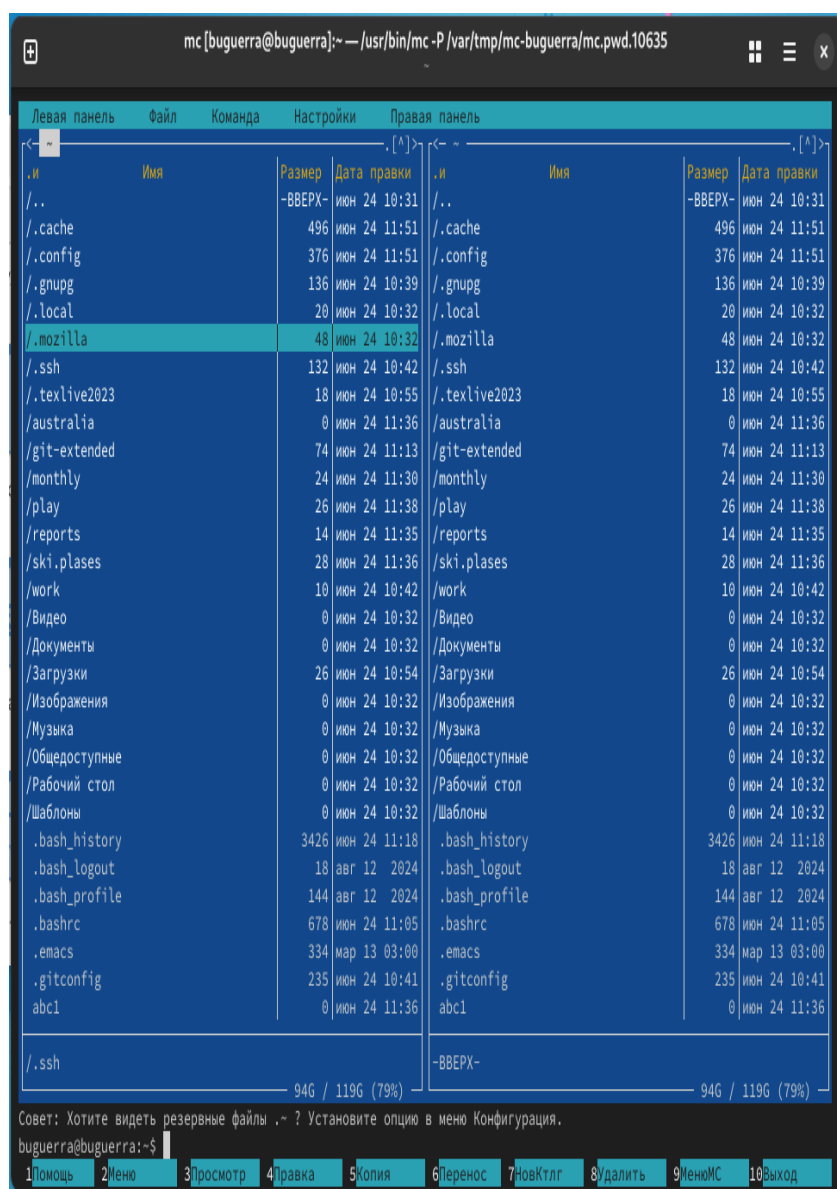 mc [buguerra@buguerra]:~ — /usr/bin/mc -P /var/tmp/mc-buguerra/mc.pwd.10635
~
Левая панель Файл Команда Настройки Правая панель
<- ~ .[^]> <- ~ .[^]>
.и Имя Размер Дата правки .и Имя Размер Дата правки
/.. -ВВЕРХ- июн 24 10:31 /.. -ВВЕРХ- июн 24 10:31
/.cache 496 июн 24 11:51 /.cache 496 июн 24 11:51
/.config 376 июн 24 11:51 /.config 376 июн 24 11:51
/.gnupg 136 июн 24 10:39 /.gnupg 136 июн 24 10:39
/.local 20 июн 24 10:32 /.local 20 июн 24 10:32
/.mozilla 48 июн 24 10:32 /.mozilla 48 июн 24 10:32
/.ssh 132 июн 24 10:42 /.ssh 132 июн 24 10:42
/.texlive2023 18 июн 24 10:55 /.texlive2023 18 июн 24 10:55
/australia 0 июн 24 11:36 /australia 0 июн 24 11:36
/git-extended 74 июн 24 11:13 /git-extended 74 июн 24 11:13
/monthly 24 июн 24 11:30 /monthly 24 июн 24 11:30
/play 26 июн 24 11:38 /play 26 июн 24 11:38
/reports 14 июн 24 11:35 /reports 14 июн 24 11:35
/ski.plases 28 июн 24 11:36 /ski.plases 28 июн 24 11:36
/work 10 июн 24 10:42 /work 10 июн 24 10:42
/Видео 0 июн 24 10:32 /Видео 0 июн 24 10:32
/Документы 0 июн 24 10:32 /Документы 0 июн 24 10:32
/Загрузки 26 июн 24 10:54 /Загрузки 26 июн 24 10:54
/Изображения 0 июн 24 10:32 /Изображения 0 июн 24 10:32
/Музыка 0 июн 24 10:32 /Музыка 0 июн 24 10:32
/Общедоступные 0 июн 24 10:32 /Общедоступные 0 июн 24 10:32
/Рабочий стол 0 июн 24 10:32 /Рабочий стол 0 июн 24 10:32
/Шаблоны 0 июн 24 10:32 /Шаблоны 0 июн 24 10:32
.bash_history 3426 июн 24 11:18 .bash_history 3426 июн 24 11:18
.bash_logout 18 авг 12 2024 .bash_logout 18 авг 12 2024
.bash_profile 144 авг 12 2024 .bash_profile 144 авг 12 2024
.bashrc 678 июн 24 11:05 .bashrc 678 июн 24 11:05
.emacs 334 мар 13 03:00 .emacs 334 мар 13 03:00
.gitconfig 235 июн 24 10:41 .gitconfig 235 июн 24 10:41
abc1 0 июн 24 11:36 abc1 0 июн 24 11:36
/.ssh -ВВЕРХ-
94G / 119G (79%) 94G / 119G (79%)
Совет: Хотите видеть резервные файлы .~ ? Установите опцию в меню Конфигурация.
buguerra@buguerra:~$
1Помощь 2Меню 3Просмотр 4Правка 5Копия 6Перенос 7НовКтлг 8Удалить 9МенюMC 10Выход